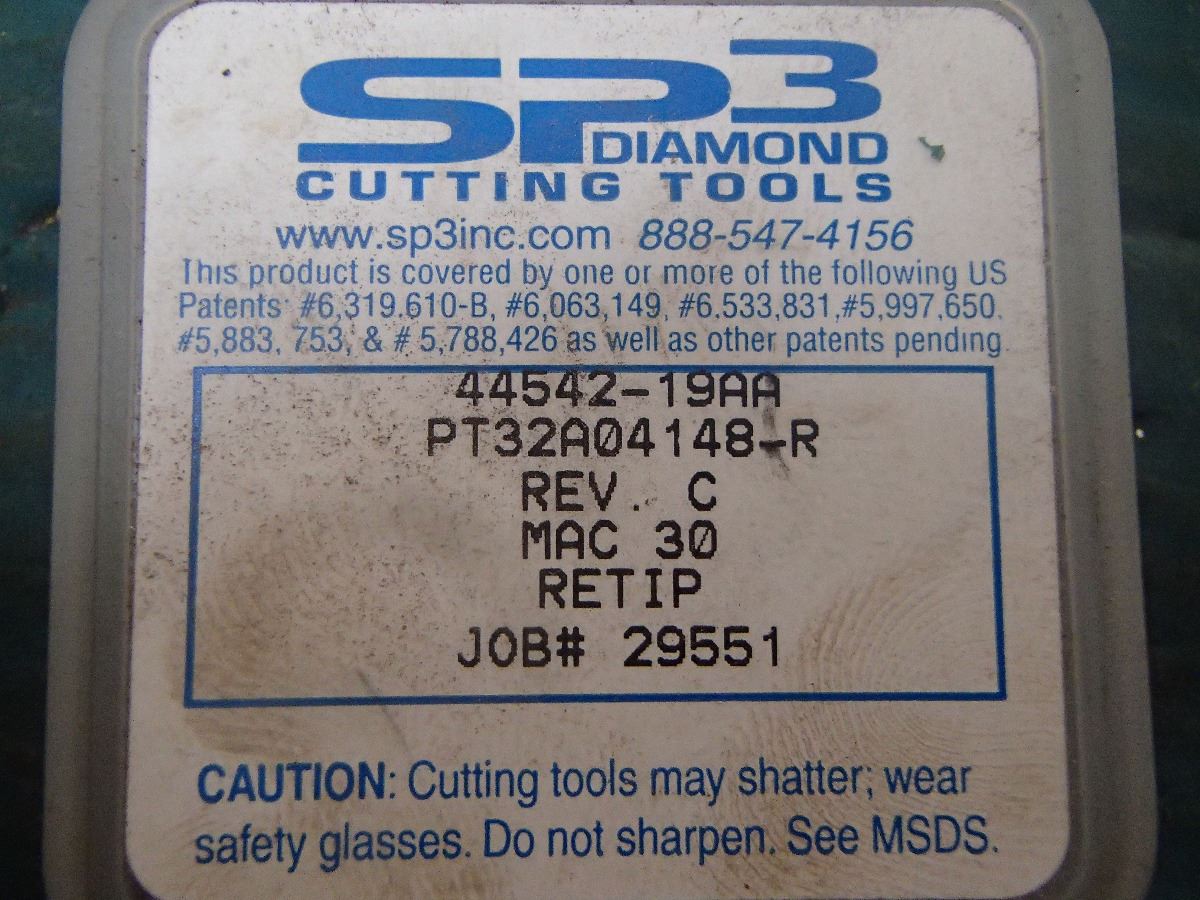 SP3
DIAMOND
CUTTING TOOLS
www.sp3inc.com 888-547-4156
This product is covered by one or more of the following US
Patents: #6,319.610-B, #6,063,149, #6.533,831,#5,997,650,
#5,883, 753, & # 5,788,426 as well as other patents pending.
44542-19AA
PT32A04148-R
REV. C
MAC 30
RETIP
JOB# 29551
CAUTION: Cutting tools may shatter; wear
safety glasses. Do not sharpen. See MSDS.